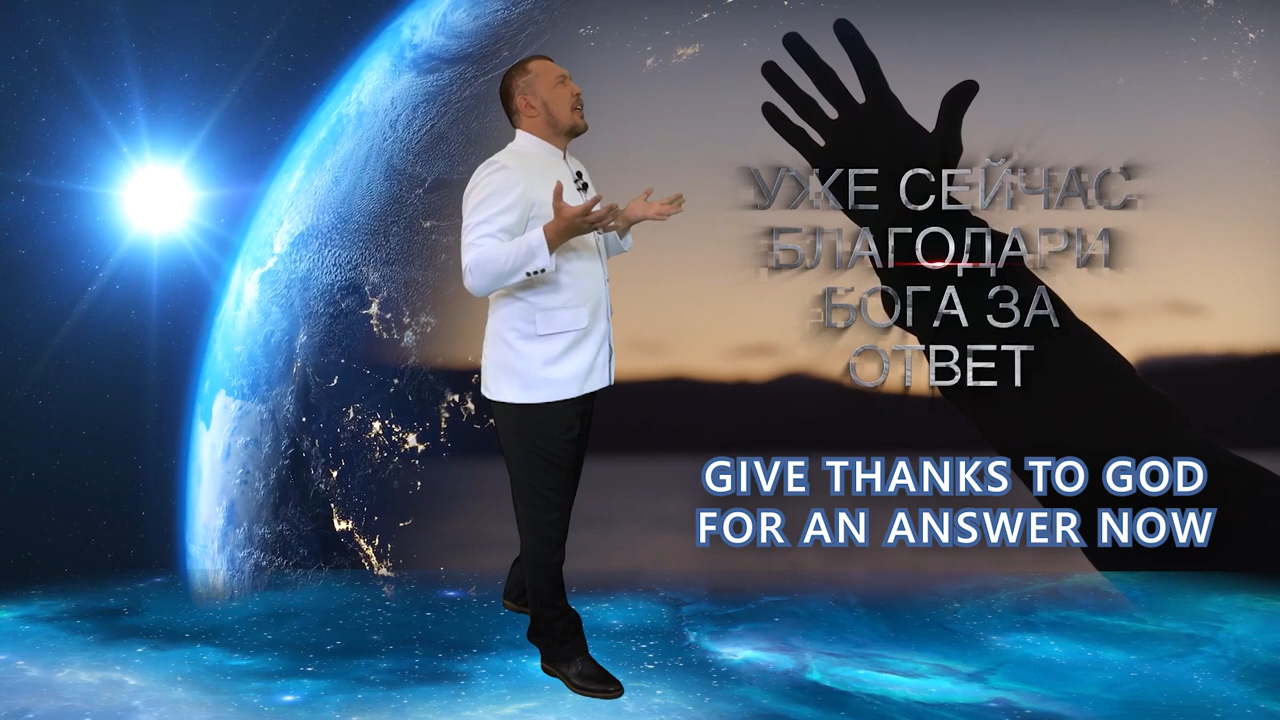 УЖЕ СЕЙЧАС
БЛАГОДАРИ
БОГА ЗА
ОТВЕТ
GIVE THANKS TO GOD
FOR AN ANSWER NOW